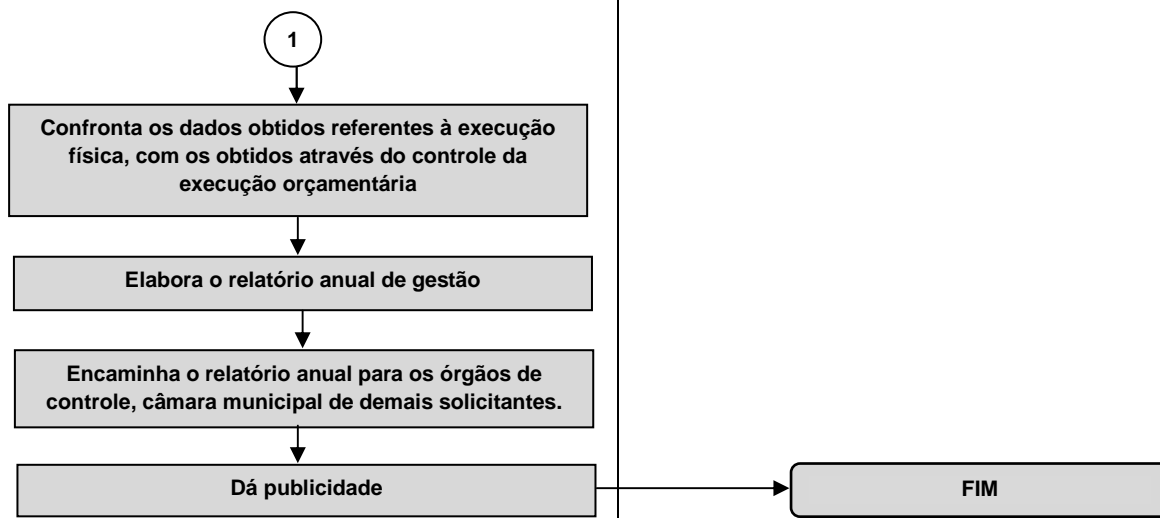 1
Confronta os dados obtidos referentes à execução
física, com os obtidos através do controle da
execução orçamentária
Elabora o relatório anual de gestão
Encaminha o relatório anual para os órgãos de
controle, câmara municipal de demais solicitantes.
Dá publicidade
FIM